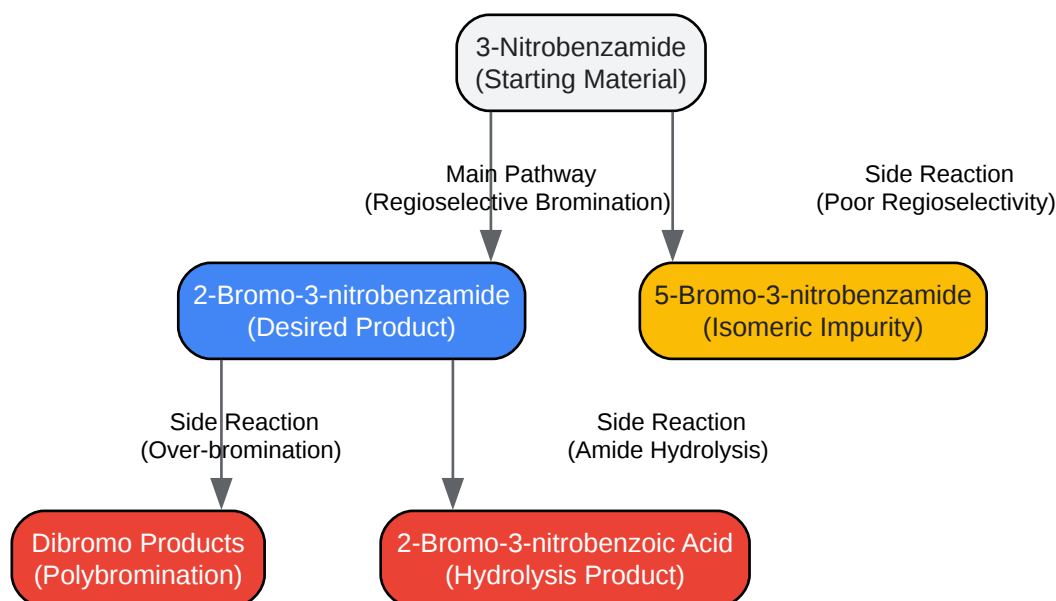 3-Nitrobenzamide
(Starting Material)
Main Pathway
(Regioselective Bromination)
Side Reaction
(Poor Regioselectivity)
2-Bromo-3-nitrobenzamide
(Desired Product)
5-Bromo-3-nitrobenzamide
(Isomeric Impurity)
Side Reaction
(Over-bromination)
Side Reaction
(Amide Hydrolysis)
Dibromo Products
(Polybromination)
2-Bromo-3-nitrobenzoic Acid
(Hydrolysis Product)